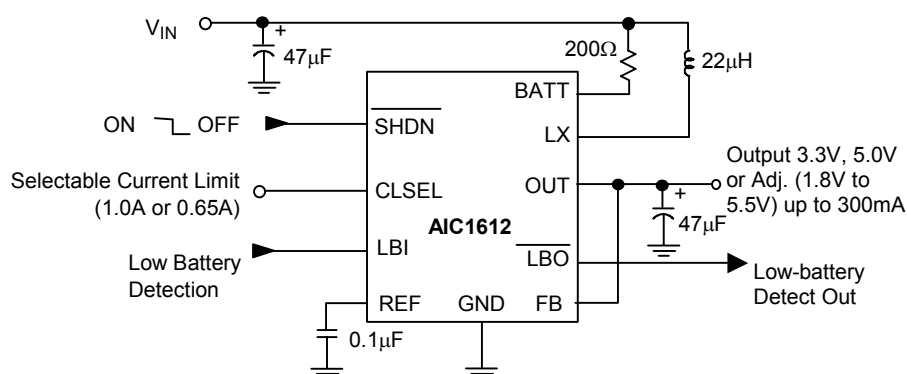 V_IN
+
47μF
200Ω
22μH
BATT
ON OFF
SHDN
LX
Selectable Current Limit
(1.0A or 0.65A)
CLSEL
OUT
Output 3.3V, 5.0V
or Adj. (1.8V to
5.5V) up to 300mA
+
47μF
AIC1612
Low Battery
Detection
LBI
LBO
Low-battery
Detect Out
REF
GND
FB
0.1μF